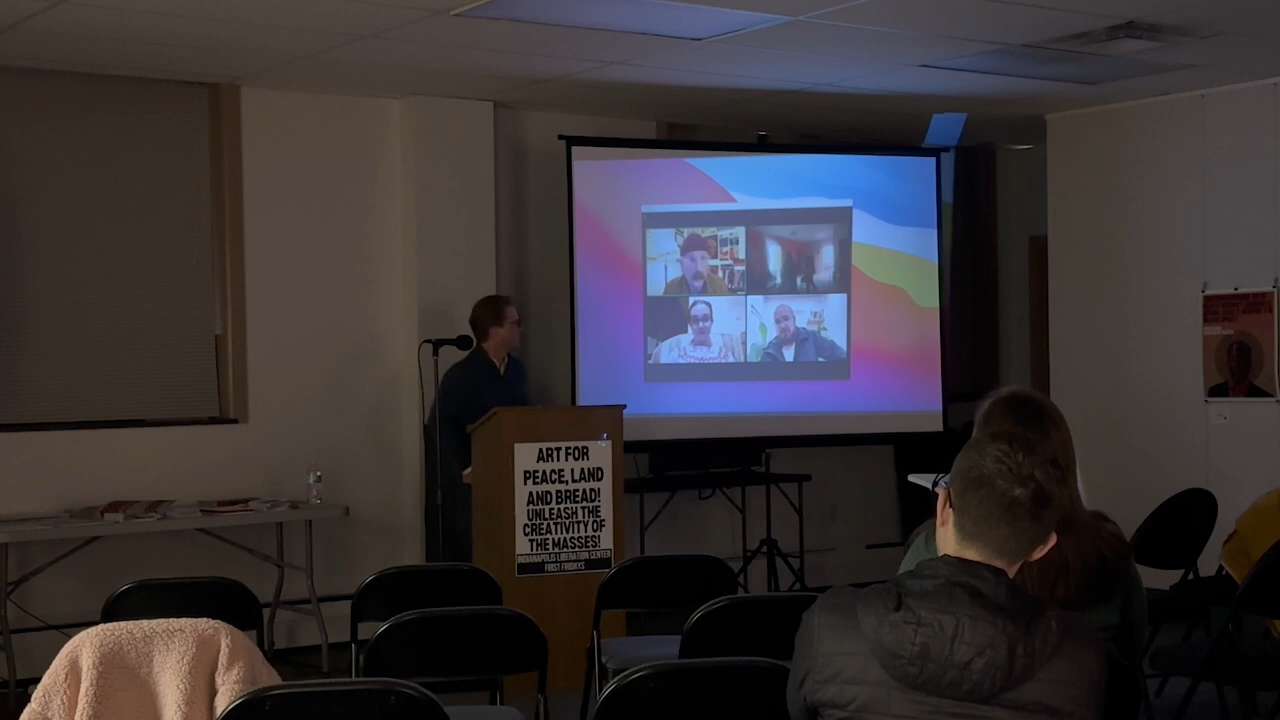 ART FOR
PEACE, LAND
AND BREAD!
UNLEASH THE
CREATIVITY OF
THE MASSES!
INDIANAPOLIS LIBERATION CENTER
FIRST FRIDAYS